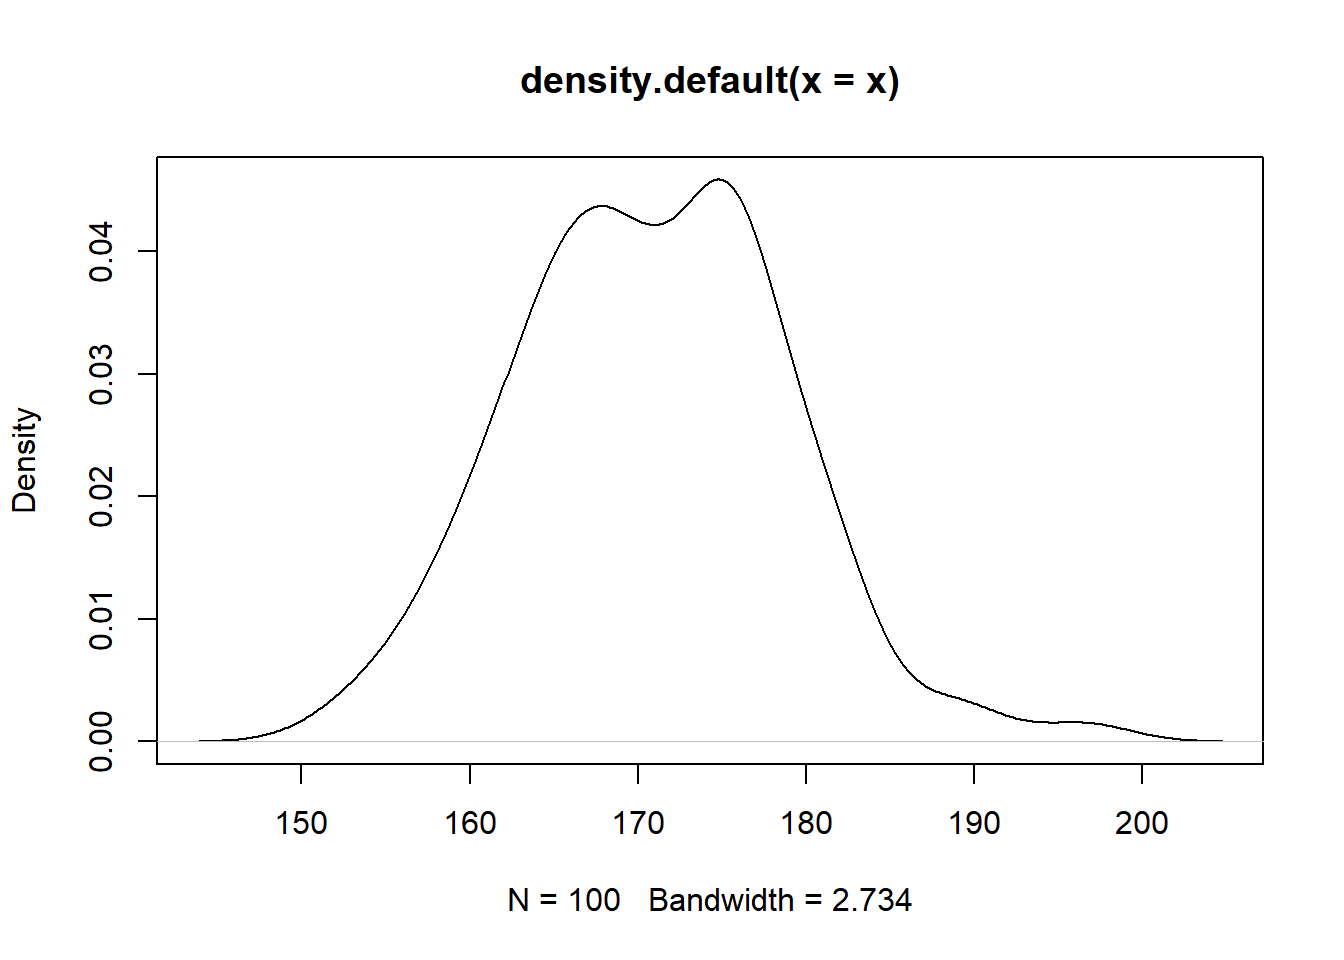 density.default(x = x)
Density
0.04
0.03
0.02
0.01
0.00
150 160 170 180 190 200
N = 100 Bandwidth = 2.734